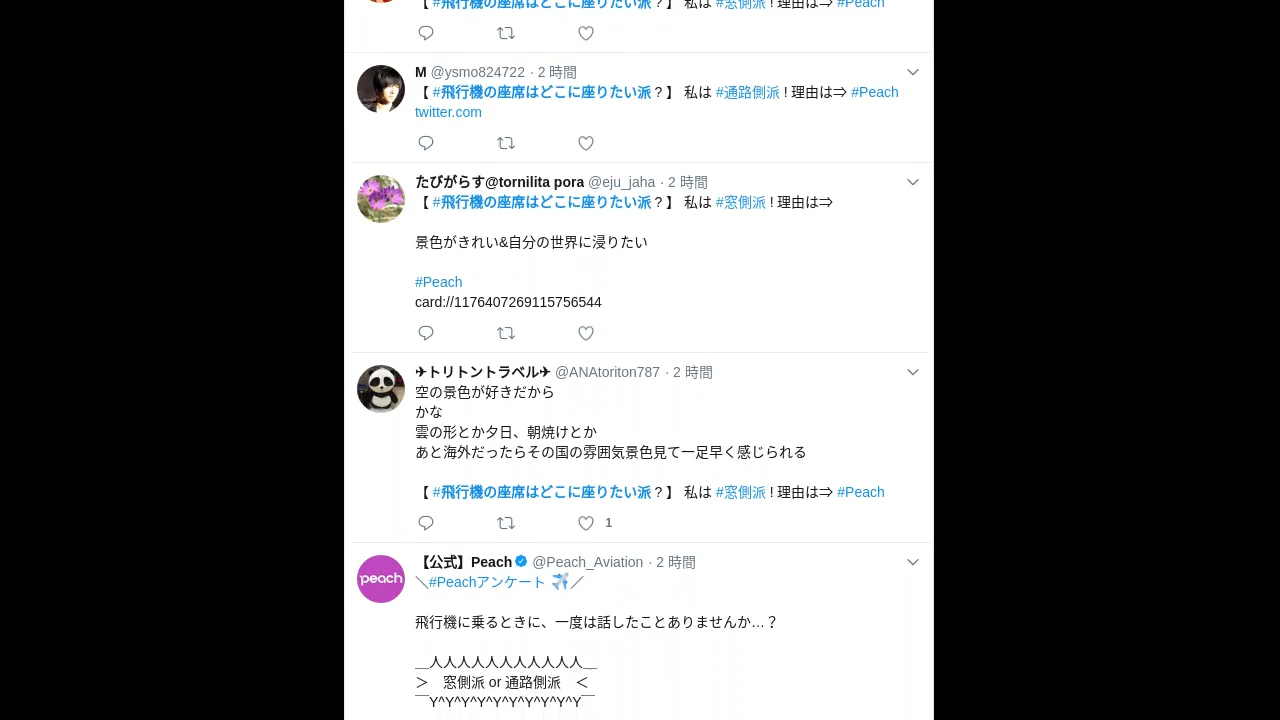 【 #飛行機の座席はどこに座りたい派？】 私は #窓側派 ! 理由は⇒ #Peach
M @ysmo824722 · 2 時間
【 #飛行機の座席はどこに座りたい派？】 私は #通路側派 ! 理由は⇒ #Peach
twitter.com
たびがらす@tornilita pora @eju_jaha · 2 時間
【 #飛行機の座席はどこに座りたい派？】 私は #窓側派 ! 理由は⇒
景色がきれい&自分の世界に浸りたい
#Peach
card://1176407269115756544
✈トリトントラベル✈ @ANAtoriton787 · 2 時間
空の景色が好きだから
かな
雲の形とか夕日、朝焼けとか
あと海外だったらその国の雰囲気景色見て一足早く感じられる
【 #飛行機の座席はどこに座りたい派？】 私は #窓側派 ! 理由は⇒ #Peach
1
peach
【公式】Peach @Peach_Aviation · 2 時間
＼#Peachアンケート ✈️／
飛行機に乗るときに、一度は話したことありませんか…？
＿人人人人人人人人人人人＿
＞　窓側派 or 通路側派　＜
￣Y^Y^Y^Y^Y^Y^Y^Y^Y^Y￣